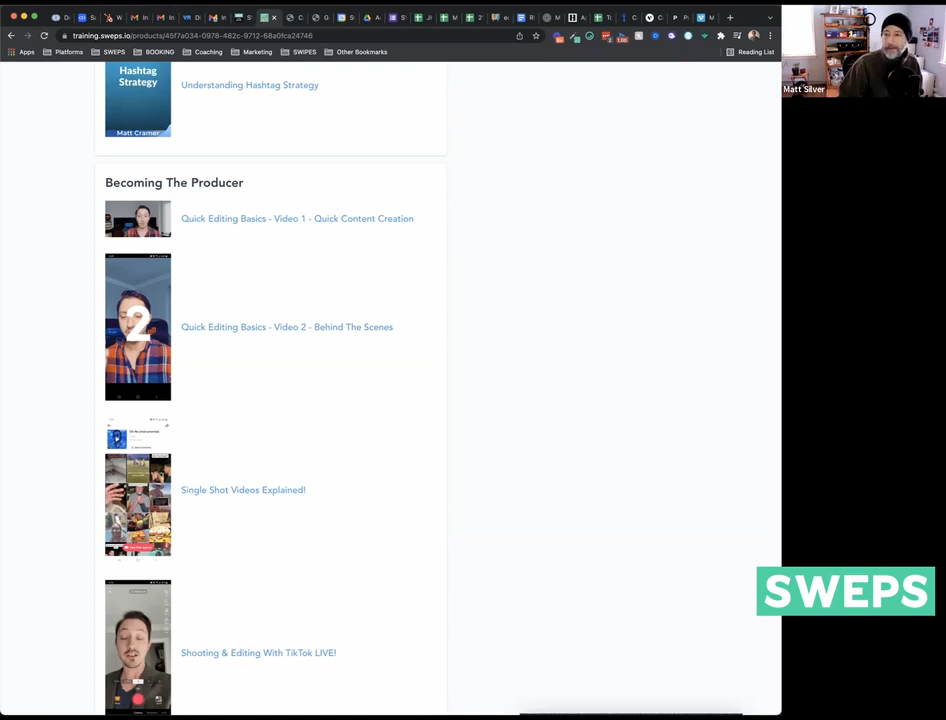 training.sweps.io/products/45f7a034-0978-482c-9712-68a0fca24746
Apps Platforms SWEPS BOOKING Coaching Marketing SWIPES Other Bookmarks Reading List
Matt Silver
Hashtag
Strategy
Matt Cramer
Understanding Hashtag Strategy
Becoming The Producer
Quick Editing Basics - Video 1 - Quick Content Creation
2
Quick Editing Basics - Video 2 - Behind The Scenes
Single Shot Videos Explained!
SWEPS
Shooting & Editing With TikTok LIVE!